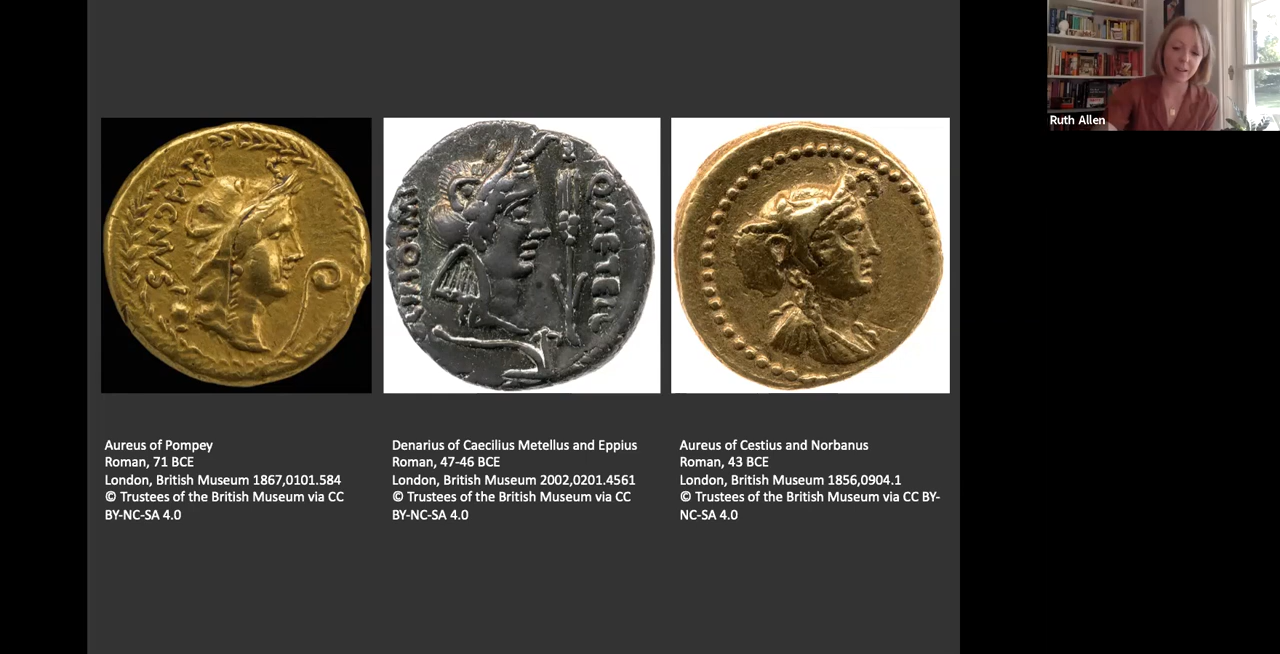 Ruth Allen
MAGNVS
Q METEL
SCIPIO IMP
Aureus of Pompey
Roman, 71 BCE
London, British Museum 1867,0101.584
© Trustees of the British Museum via CC
BY-NC-SA 4.0
Denarius of Caecilius Metellus and Eppius
Roman, 47-46 BCE
London, British Museum 2002,0201.4561
© Trustees of the British Museum via CC
BY-NC-SA 4.0
Aureus of Cestius and Norbanus
Roman, 43 BCE
London, British Museum 1856,0904.1
© Trustees of the British Museum via CC BY-
NC-SA 4.0